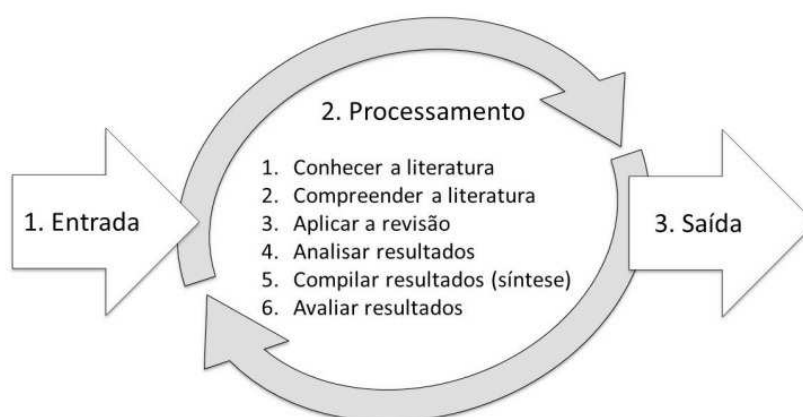 2. Processamento
1. Entrada
1. Conhecer a literatura
2. Compreender a literatura
3. Aplicar a revisão
4. Analisar resultados
5. Compilar resultados (síntese)
6. Avaliar resultados
3. Saída